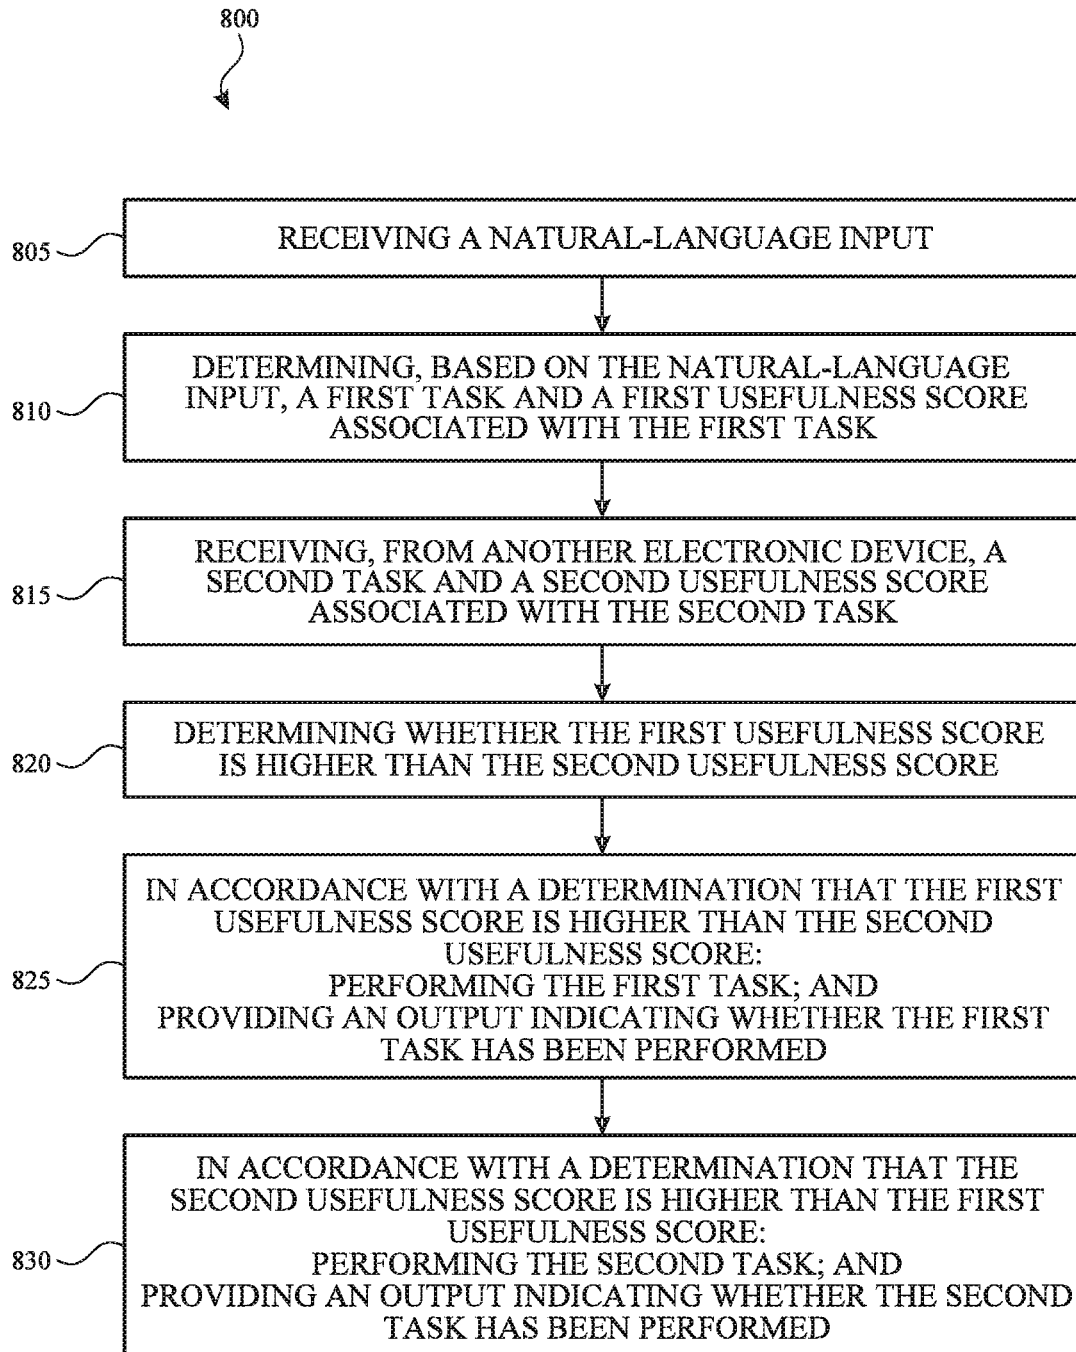 800
805
RECEIVING A NATURAL-LANGUAGE INPUT
810
DETERMINING, BASED ON THE NATURAL-LANGUAGE
INPUT, A FIRST TASK AND A FIRST USEFULNESS SCORE
ASSOCIATED WITH THE FIRST TASK
815
RECEIVING, FROM ANOTHER ELECTRONIC DEVICE, A
SECOND TASK AND A SECOND USEFULNESS SCORE
ASSOCIATED WITH THE SECOND TASK
820
DETERMINING WHETHER THE FIRST USEFULNESS SCORE
IS HIGHER THAN THE SECOND USEFULNESS SCORE
825
IN ACCORDANCE WITH A DETERMINATION THAT THE FIRST
USEFULNESS SCORE IS HIGHER THAN THE SECOND
USEFULNESS SCORE:
PERFORMING THE FIRST TASK; AND
PROVIDING AN OUTPUT INDICATING WHETHER THE FIRST
TASK HAS BEEN PERFORMED
830
IN ACCORDANCE WITH A DETERMINATION THAT THE
SECOND USEFULNESS SCORE IS HIGHER THAN THE FIRST
USEFULNESS SCORE:
PERFORMING THE SECOND TASK; AND
PROVIDING AN OUTPUT INDICATING WHETHER THE SECOND
TASK HAS BEEN PERFORMED